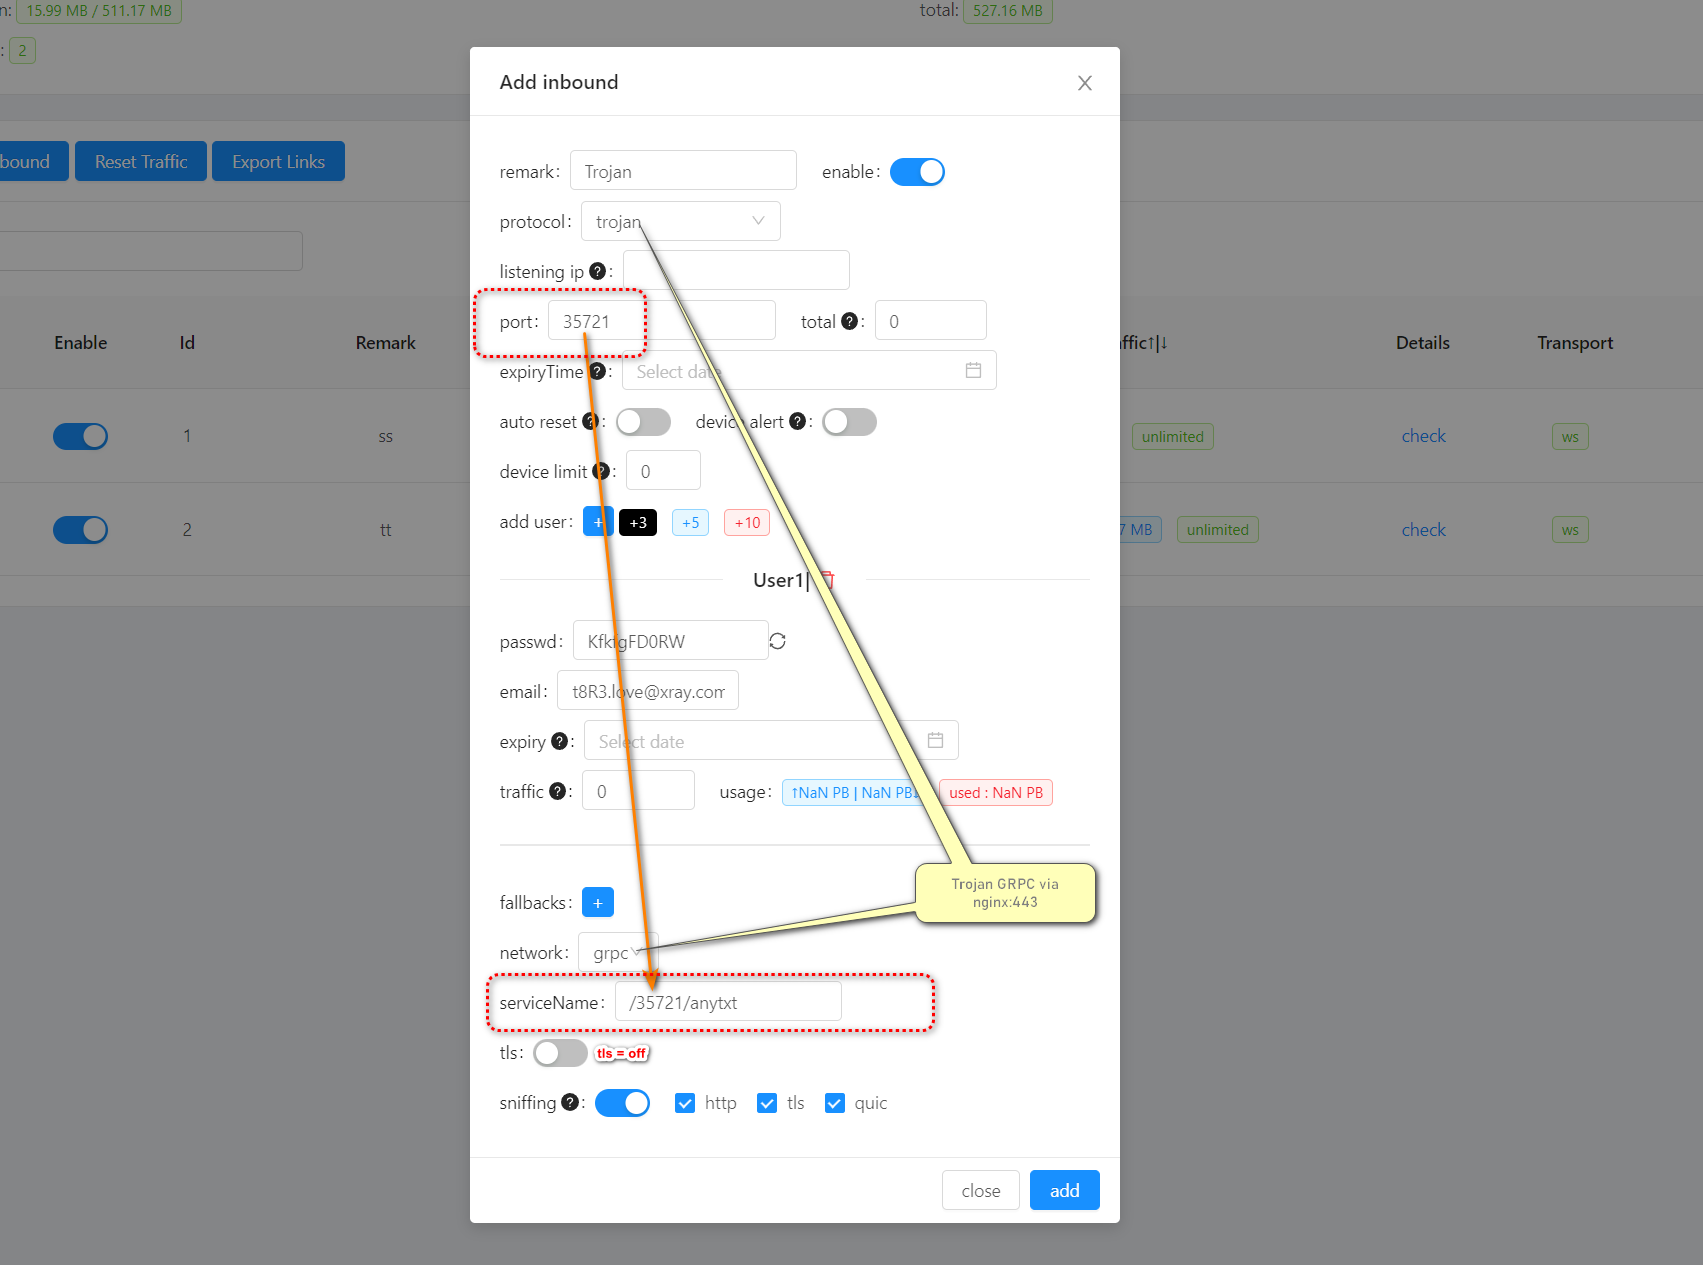 n: 15.99 MB / 511.17 MB
total: 527.16 MB
: 2
Add inbound
bound
Reset Traffic
Export Links
remark: Trojan
enable:
protocol: trojan
listening ip ? :
port: 35721
total ? : 0
Enable
Id
Remark
ffic↑|↓
Details
Transport
expiryTime ? : Select date
auto reset ? :
device alert ? :
1
ss
unlimited
check
ws
device limit ? : 0
add user: + +3 +5 +10
2
tt
7 MB
unlimited
check
ws
User1|
passwd:
KfkfgFD0RW
email: t8R3.love@xray.com
expiry ? : Select date
traffic ? : 0
usage: ↑NaN PB | NaN PB↓
used : NaN PB
Trojan GRPC via
nginx:443
fallbacks: +
network: grpc
serviceName: /35721/anytxt
tls:
tls = off
sniffing ? :
http
tls
quic
close
add